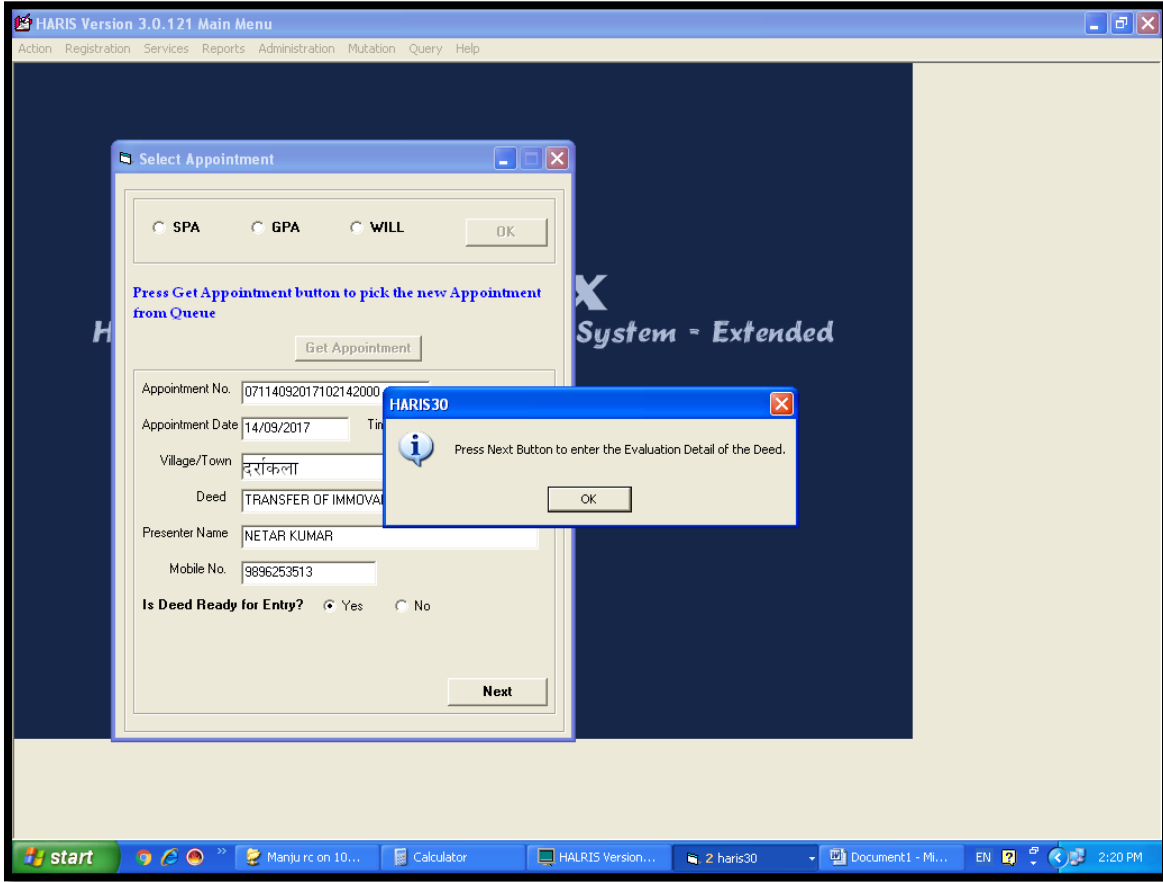 HARIS Version 3.0.121 Main Menu
Action Registration Services Reports Administration Mutation Query Help
Select Appointment
SPA GPA WILL OK
Press Get Appointment button to pick the new Appointment
from Queue
X
H System - Extended
Get Appointment
Appointment No. 07114092017102142000
HARIS30
Appointment Date 14/09/2017 Tin
Press Next Button to enter the Evaluation Detail of the Deed.
Village/Town दर्राकला
OK
Deed TRANSFER OF IMMOVA
Presenter Name NETAR KUMAR
Mobile No. 9896253513
Is Deed Ready for Entry? Yes No
Next
start Manju rc on 10... Calculator HALRIS Version... 2 haris30 Document1 - Mi... EN 2:20 PM